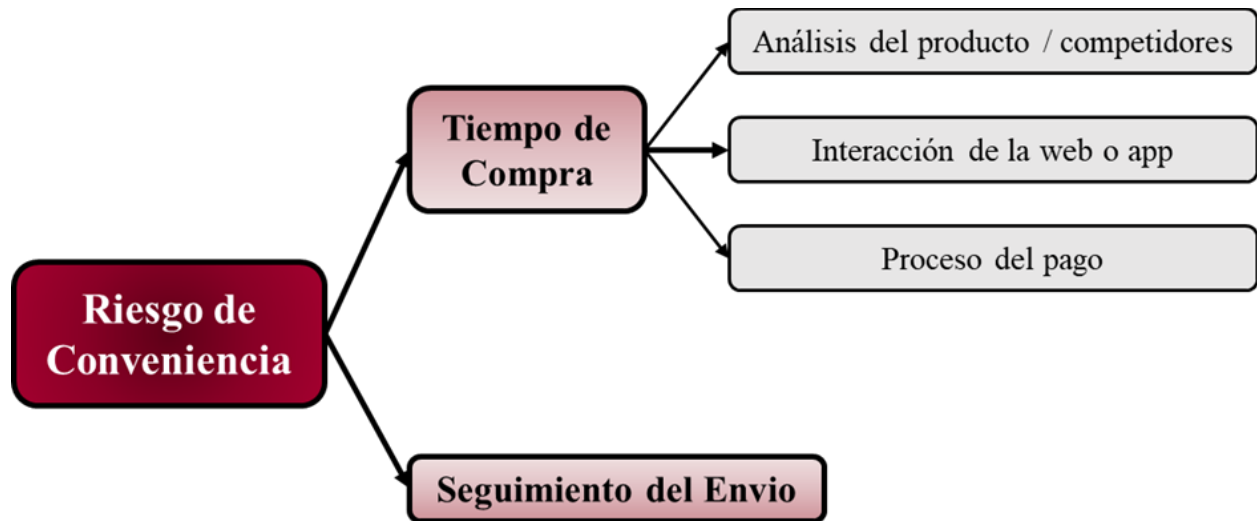 Análisis del producto / competidores
Tiempo de
Compra
Interacción de la web o app
Proceso del pago
Riesgo de
Conveniencia
Seguimiento del Envio